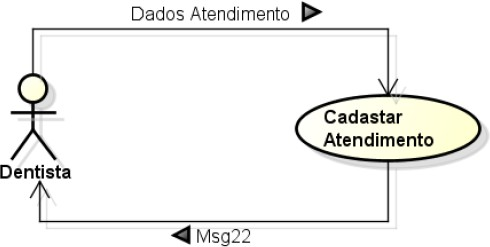 Dados Atendimento
Cadastar
Atendimento
Dentista
Msg22